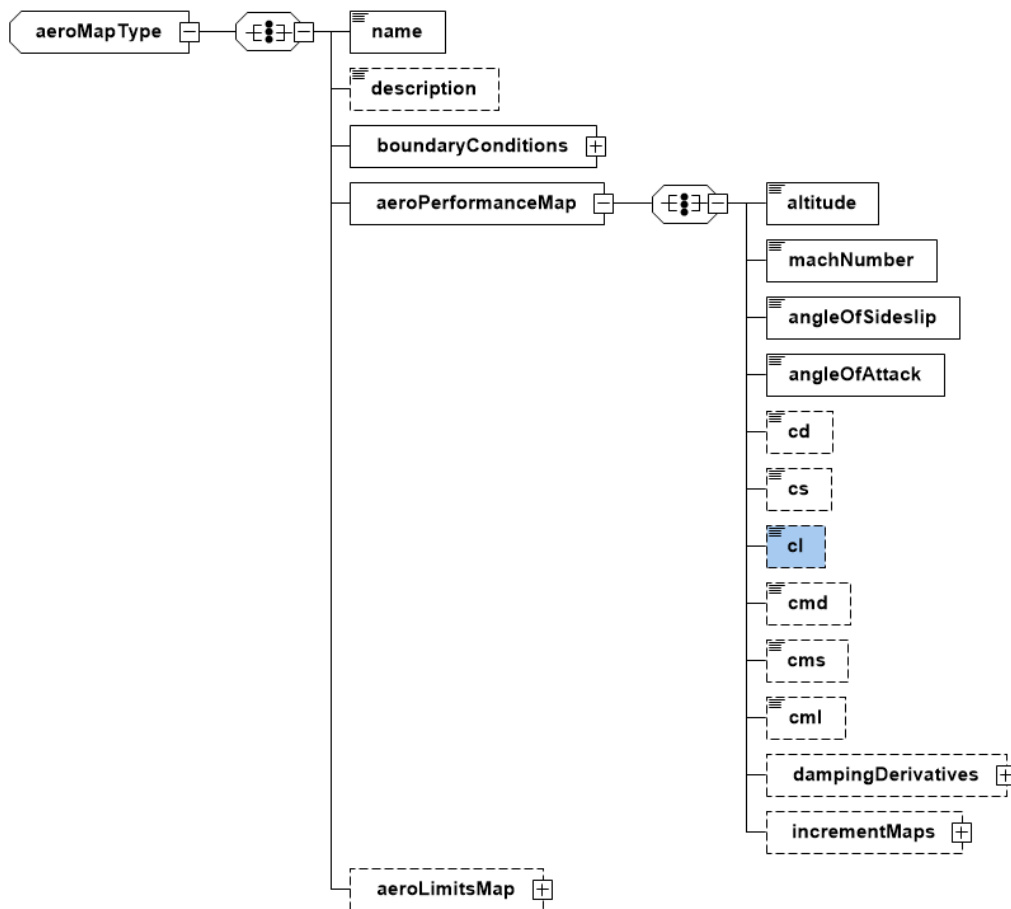 aeroMapType
name
description
boundaryConditions
aeroPerformanceMap
altitude
machNumber
angleOfSideslip
angleOfAttack
cd
cs
cl
cmd
cms
cml
dampingDerivatives
incrementMaps
aeroLimitsMap